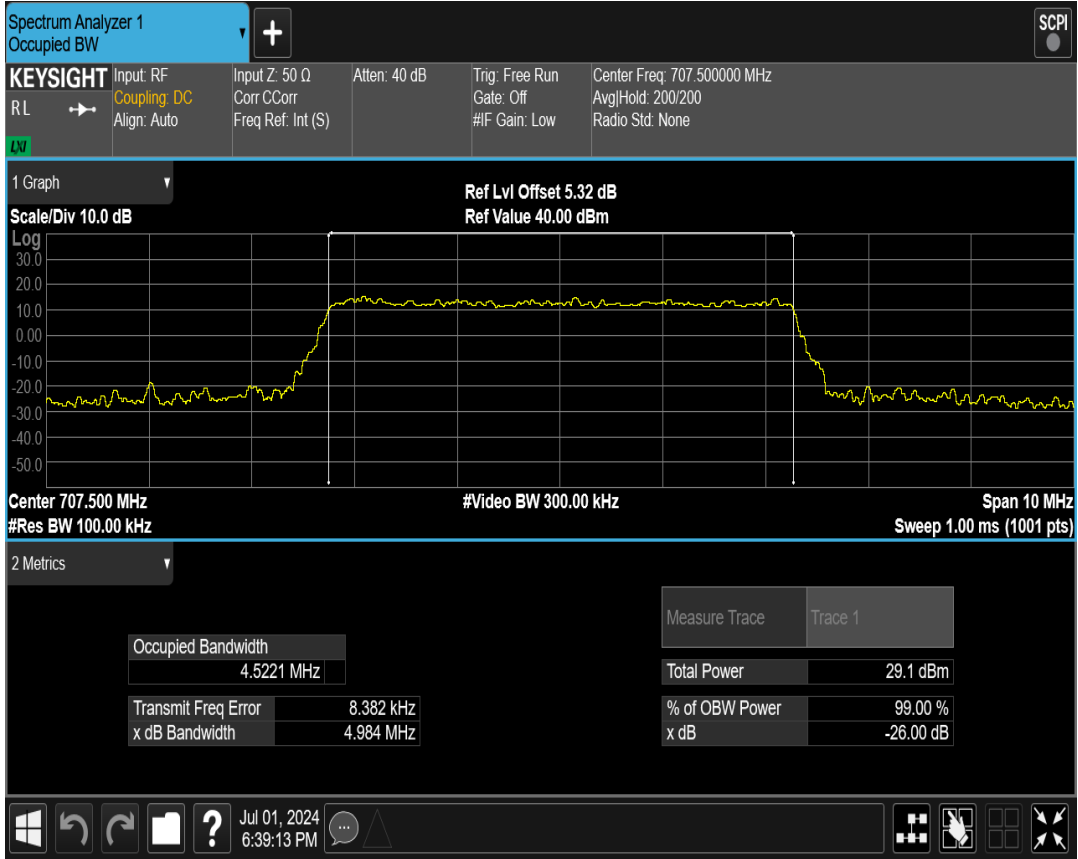 Spectrum Analyzer 1
Occupied BW
+
SCPI
KEYSIGHT
RL
LXI
Input: RF
Coupling: DC
Align: Auto
Input Z: 50 Ω
Corr CCorr
Freq Ref: Int (S)
Atten: 40 dB
Trig: Free Run
Gate: Off
#IF Gain: Low
Center Freq: 707.500000 MHz
Avg|Hold: 200/200
Radio Std: None
1 Graph
Scale/Div 10.0 dB
Ref Lvl Offset 5.32 dB
Ref Value 40.00 dBm
Log
30.0
20.0
10.0
0.00
-10.0
-20.0
-30.0
-40.0
-50.0
Center 707.500 MHz
#Res BW 100.00 kHz
#Video BW 300.00 kHz
Span 10 MHz
Sweep 1.00 ms (1001 pts)
2 Metrics
Occupied Bandwidth
4.5221 MHz
Transmit Freq Error 8.382 kHz
x dB Bandwidth 4.984 MHz
Measure Trace Trace 1
Total Power 29.1 dBm
% of OBW Power 99.00 %
x dB -26.00 dB
?
Jul 01, 2024
6:39:13 PM